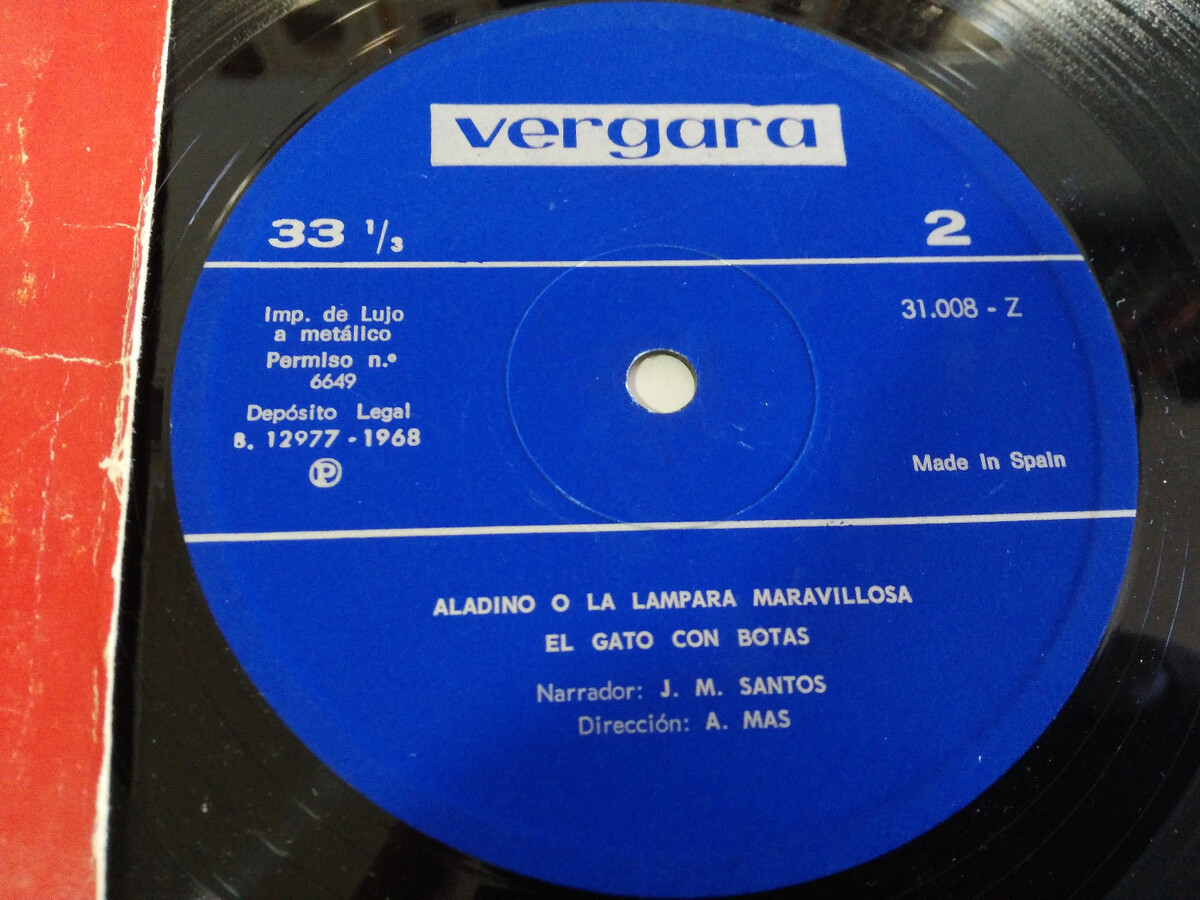 vergara
33 1/3
2
Imp. de Lujo
a metálico
Permiso n.º
6649
Depósito Legal
B. 12977 - 1968
Ⓟ
31.008 - Z
Made In Spain
ALADINO O LA LAMPARA MARAVILLOSA
EL GATO CON BOTAS
Narrador: J. M. SANTOS
Dirección: A. MAS